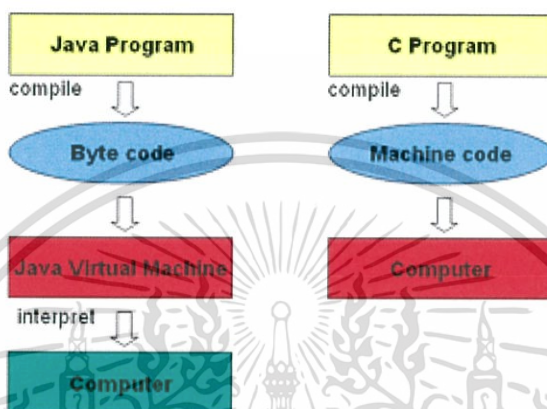 Java Program
compile
Byte code
Java Virtual Machine
interpret
Computer
C Program
compile
Machine code
Computer